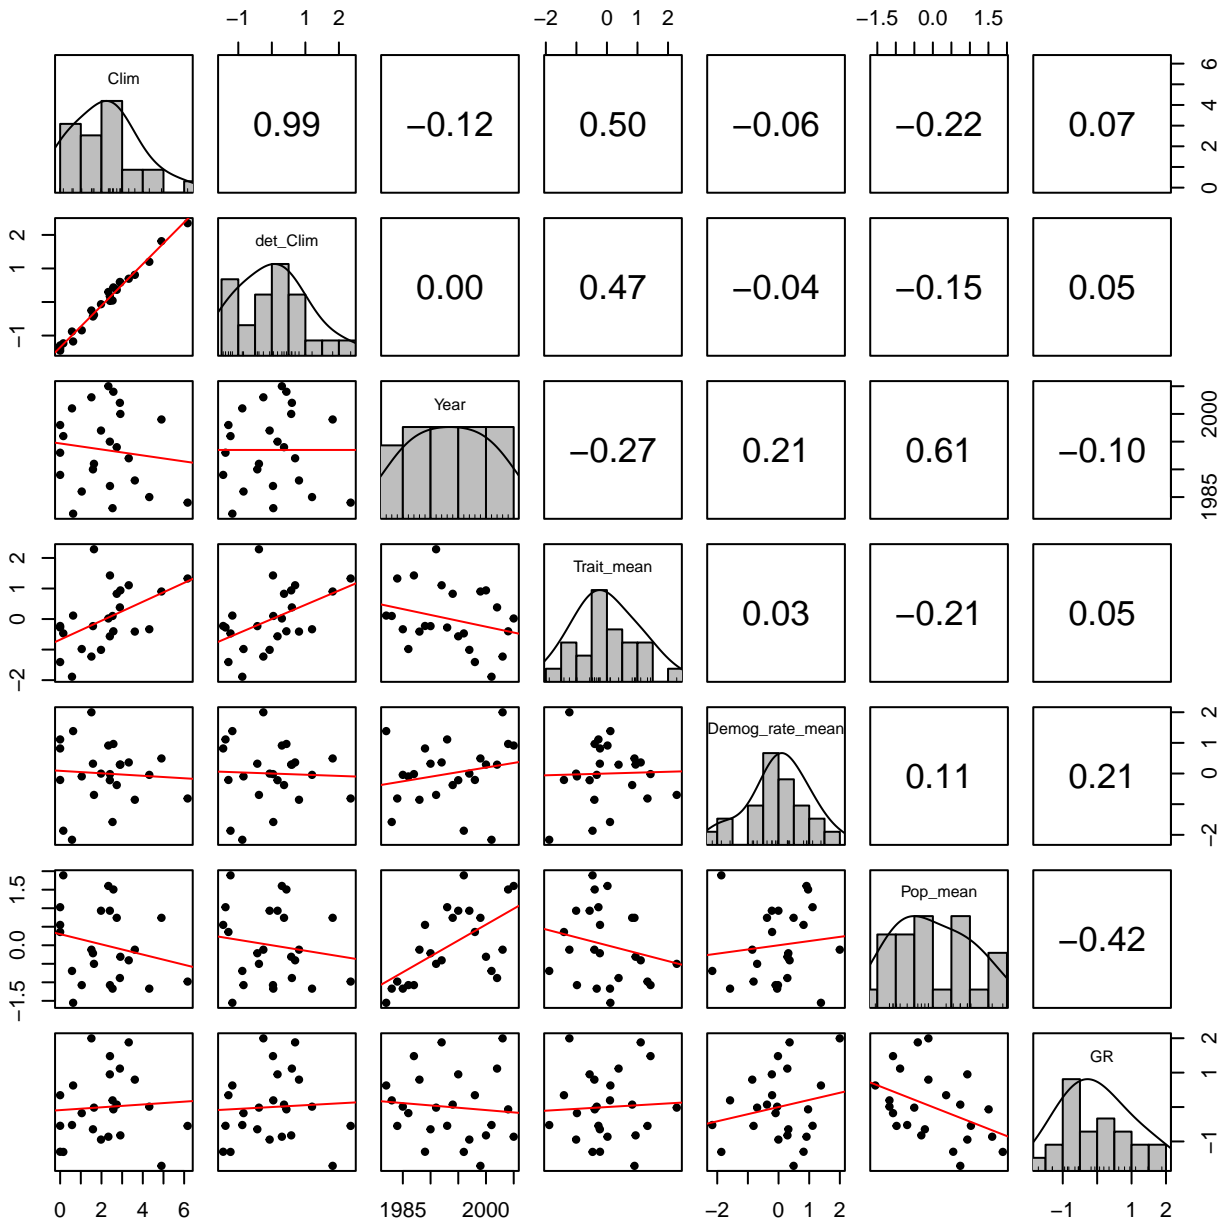 −1 1 2 −2 0 1 2 −1.5 0.0 1.5
Clim 0.99 −0.12 0.50 −0.06 −0.22 0.07
0 2 4 6
det_Clim 0.00 0.47 −0.04 −0.15 0.05
−1 1 2
Year −0.27 0.21 0.61 −0.10
1985 2000
Trait_mean 0.03 −0.21 0.05
−2 0 1 2
Demog_rate_mean 0.11 0.21
−2 0 1 2
Pop_mean −0.42
−1.5 0.0 1.5
GR
−1 1 2
0 2 4 6 1985 2000 −2 0 1 2 −1 1 2